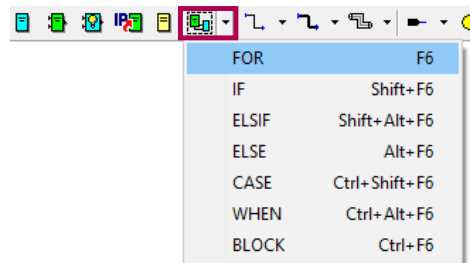 IP
FOR F6
IF Shift+F6
ELSIF Shift+Alt+F6
ELSE Alt+F6
CASE Ctrl+Shift+F6
WHEN Ctrl+Alt+F6
BLOCK Ctrl+F6